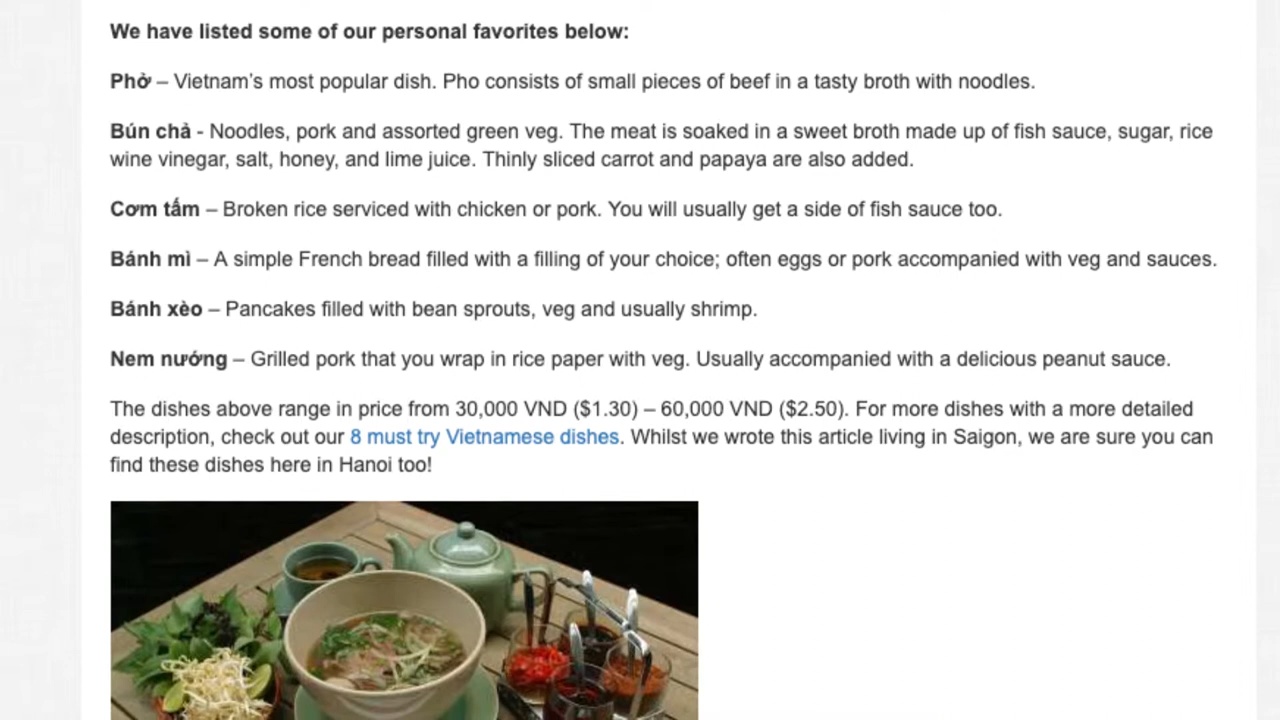 We have listed some of our personal favorites below:
Phở – Vietnam's most popular dish. Pho consists of small pieces of beef in a tasty broth with noodles.
Bún chả - Noodles, pork and assorted green veg. The meat is soaked in a sweet broth made up of fish sauce, sugar, rice
wine vinegar, salt, honey, and lime juice. Thinly sliced carrot and papaya are also added.
Cơm tấm – Broken rice serviced with chicken or pork. You will usually get a side of fish sauce too.
Bánh mì – A simple French bread filled with a filling of your choice; often eggs or pork accompanied with veg and sauces.
Bánh xèo – Pancakes filled with bean sprouts, veg and usually shrimp.
Nem nướng – Grilled pork that you wrap in rice paper with veg. Usually accompanied with a delicious peanut sauce.
The dishes above range in price from 30,000 VND ($1.30) – 60,000 VND ($2.50). For more dishes with a more detailed
description, check out our 8 must try Vietnamese dishes. Whilst we wrote this article living in Saigon, we are sure you can
find these dishes here in Hanoi too!